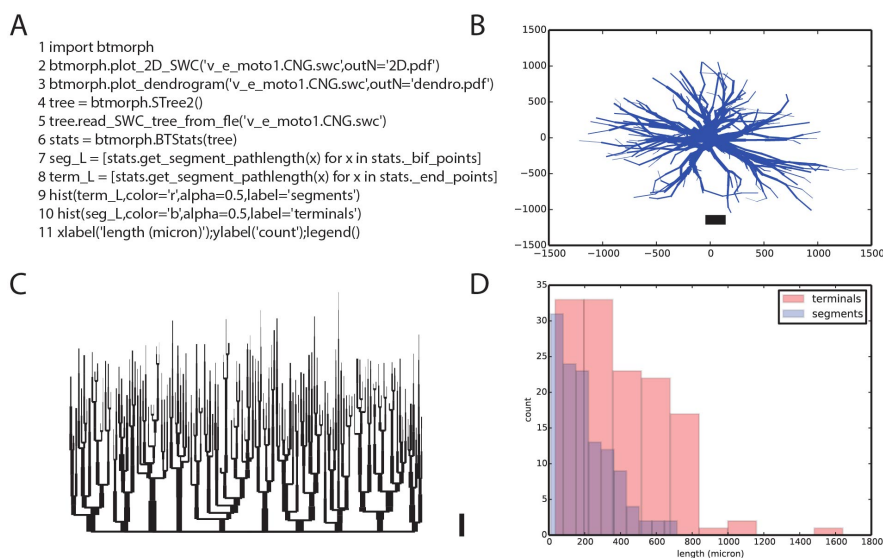 A
1 import btmorph
2 btmorph.plot_2D_SWC('v_e_moto1.CNG.swc',outN='2D.pdf')
3 btmorph.plot_dendrogram('v_e_moto1.CNG.swc',outN='dendro.pdf')
4 tree = btmorph.STree2()
5 tree.read_SWC_tree_from_fle('v_e_moto1.CNG.swc')
6 stats = btmorph.BTStats(tree)
7 seg_L = [stats.get_segment_pathlength(x) for x in stats._bif_points]
8 term_L = [stats.get_segment_pathlength(x) for x in stats._end_points]
9 hist(term_L,color='r',alpha=0.5,label='segments')
10 hist(seg_L,color='b',alpha=0.5,label='terminals')
11 xlabel('length (micron)');ylabel('count');legend()
B
1500
1000
500
0
−500
−1000
−1500
−1500 −1000 −500 0 500 1000 1500
C
D
35
30
25
20
15
10
5
0
count
terminals
segments
0 200 400 600 800 1000 1200 1400 1600 1800
length (micron)